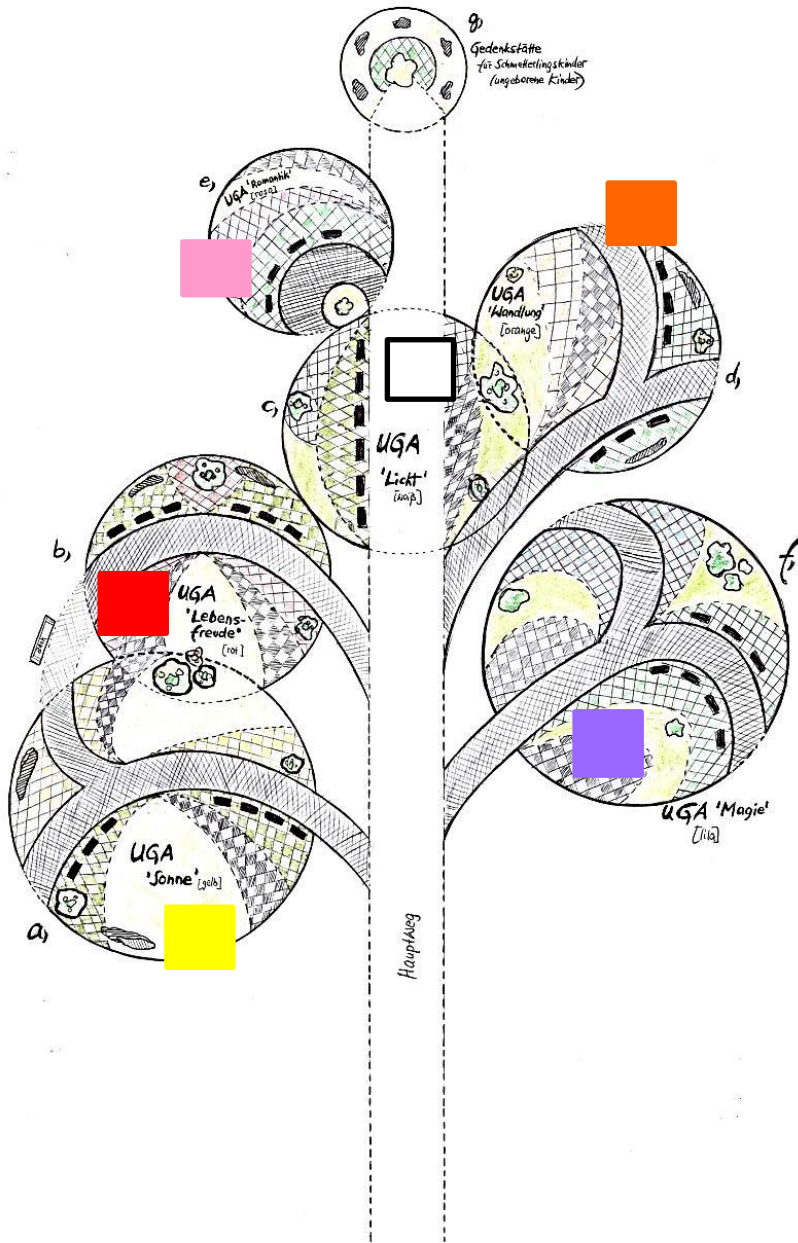 g,
Gedenkstätte
für Schmetterlingskinder
(ungeborene Kinder)
e,
UGA 'Romantik'
[rosa]
UGA
'Wandlung'
[orange]
d,
c,
UGA
'Licht'
[weiß]
b,
UGA
'Lebens-
freude"
[rot]
f,
UGA 'Magie'
[lila]
UGA
'Sonne' [gelb]
a,
Hauptweg